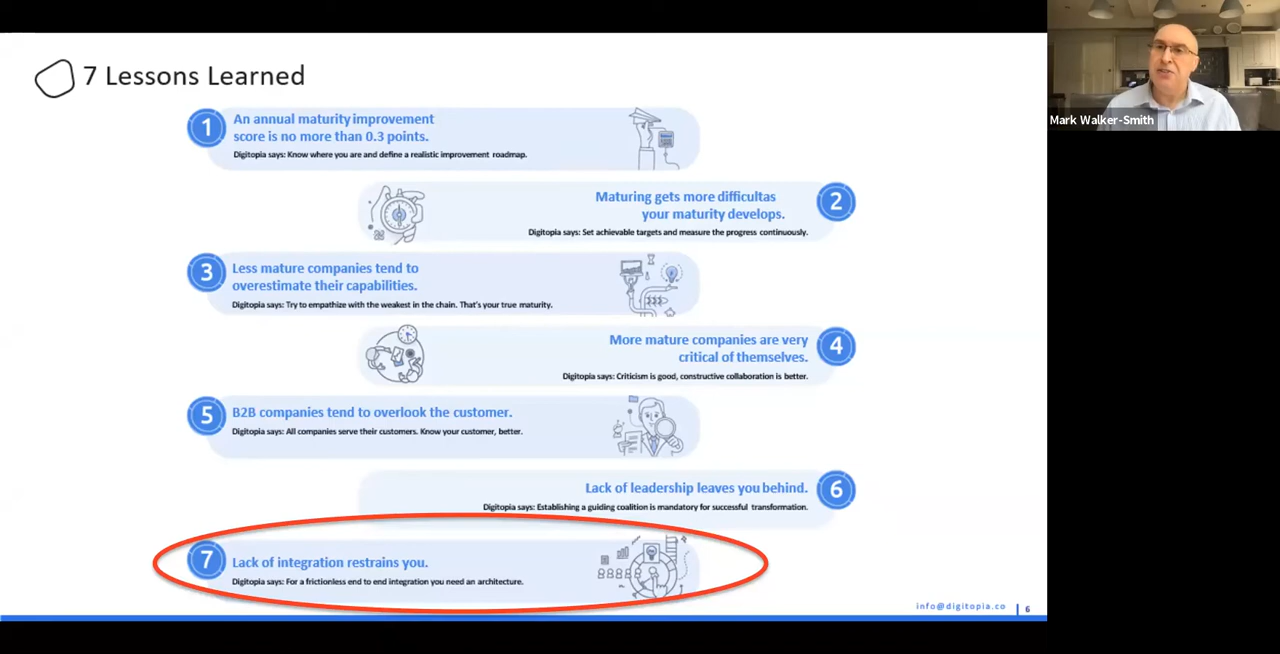 7 Lessons Learned
Mark Walker-Smith
1
An annual maturity improvement
score is no more than 0.3 points.
Digitopia says: Know where you are and define a realistic improvement roadmap.
Maturing gets more difficultas
your maturity develops.
2
Digitopia says: Set achievable targets and measure the progress continuously.
3
Less mature companies tend to
overestimate their capabilities.
Digitopia says: Try to empathize with the weakest in the chain. That's your true maturity.
More mature companies are very
critical of themselves.
4
Digitopia says: Criticism is good, constructive collaboration is better.
5
B2B companies tend to overlook the customer.
Digitopia says: All companies serve their customers. Know your customer, better.
Lack of leadership leaves you behind.
6
Digitopia says: Establishing a guiding coalition is mandatory for successful transformation.
7
Lack of integration restrains you.
Digitopia says: For a frictionless end to end integration you need an architecture.
info@digitopia.co
6